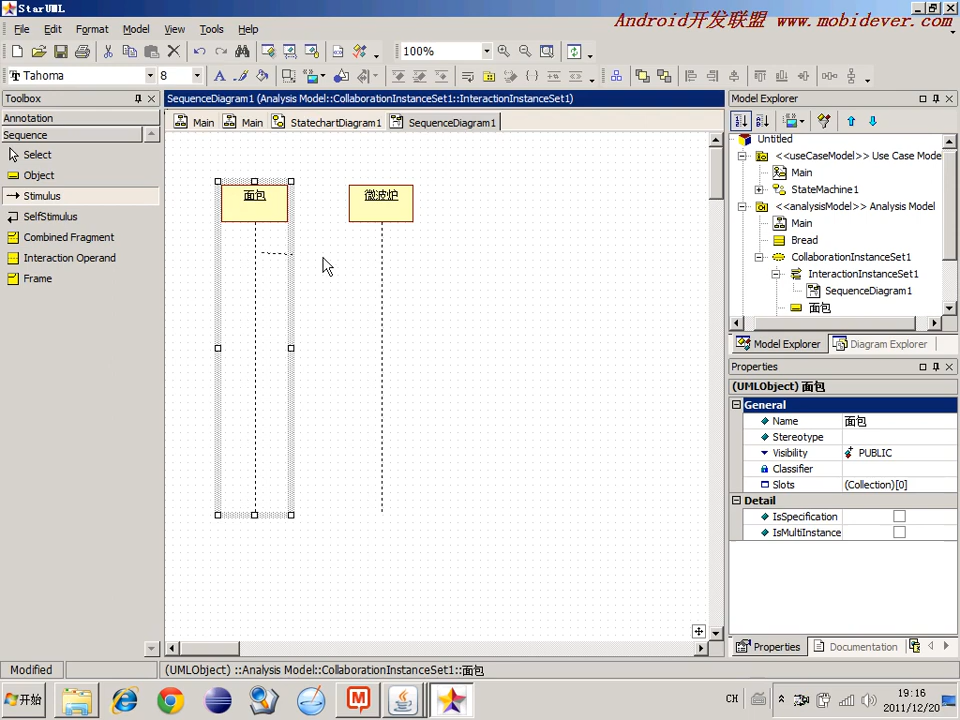 StarUML
Android开发联盟 www.mobidever.com
File Edit Format Model View Tools Help
100%
Tahoma 8
Toolbox
Annotation
Sequence
Select
Object
Stimulus
SelfStimulus
Combined Fragment
Interaction Operand
Frame
SequenceDiagram1 (Analysis Model::CollaborationInstanceSet1::InteractionInstanceSet1)
Main Main StatechartDiagram1 SequenceDiagram1
面包 微波炉
Model Explorer
Untitled
<<useCaseModel>> Use Case Mode
Main
StateMachine1
<<analysisModel>> Analysis Model
Main
Bread
CollaborationInstanceSet1
InteractionInstanceSet1
SequenceDiagram1
面包
Model Explorer Diagram Explorer
Properties
(UMLObject) 面包
General
Name 面包
Stereotype
Visibility PUBLIC
Classifier
Slots (Collection)[0]
Detail
IsSpecification
IsMultiInstance
Properties Documentation
Modified (UMLObject) ::Analysis Model::CollaborationInstanceSet1::面包
开始 CH 19:16
2011/12/20